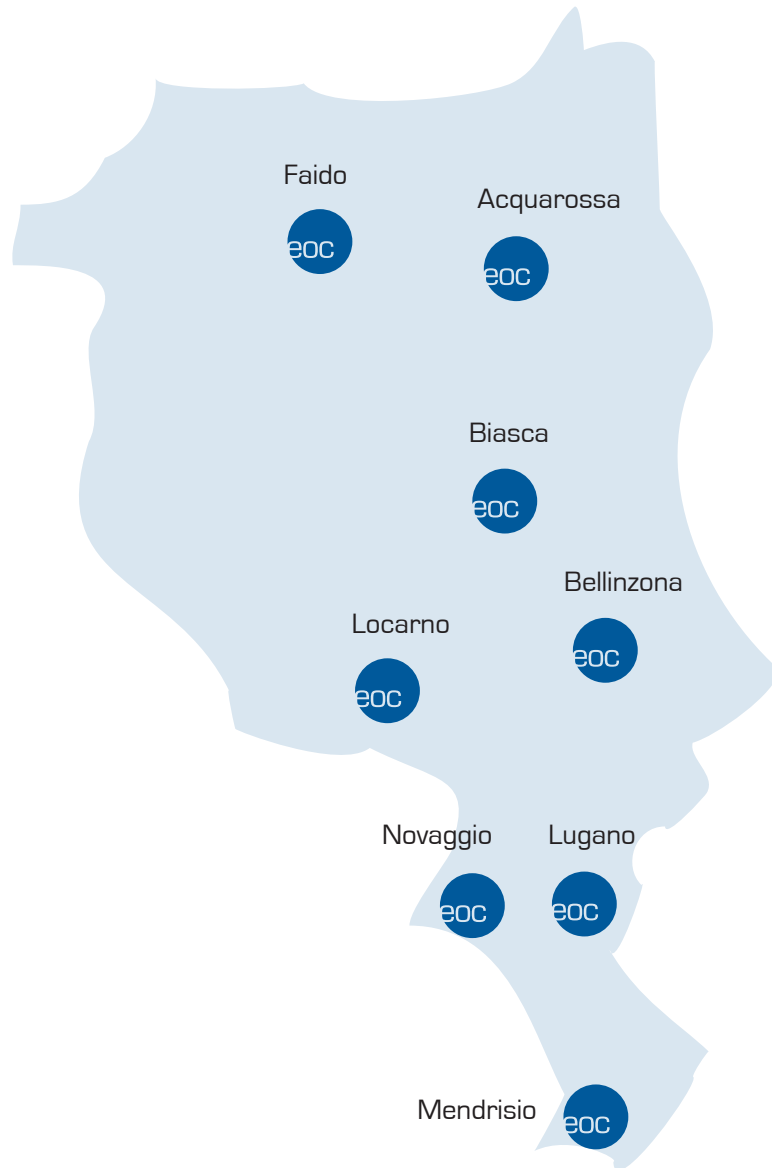 Faido
eoc
Acquarossa
eoc
Biasca
eoc
Bellinzona
eoc
Locarno
eoc
Novaggio
eoc
Lugano
eoc
Mendrisio
eoc